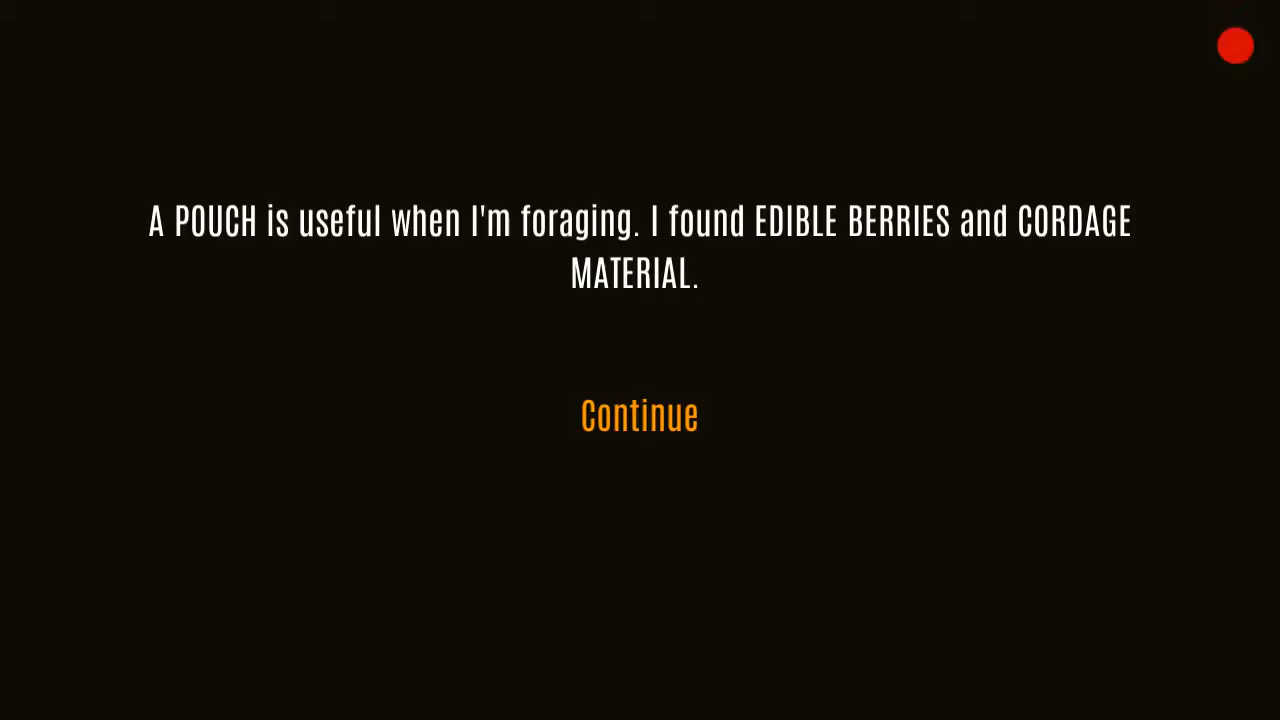 A POUCH is useful when I'm foraging. I found EDIBLE BERRIES and CORDAGE
MATERIAL.
Continue